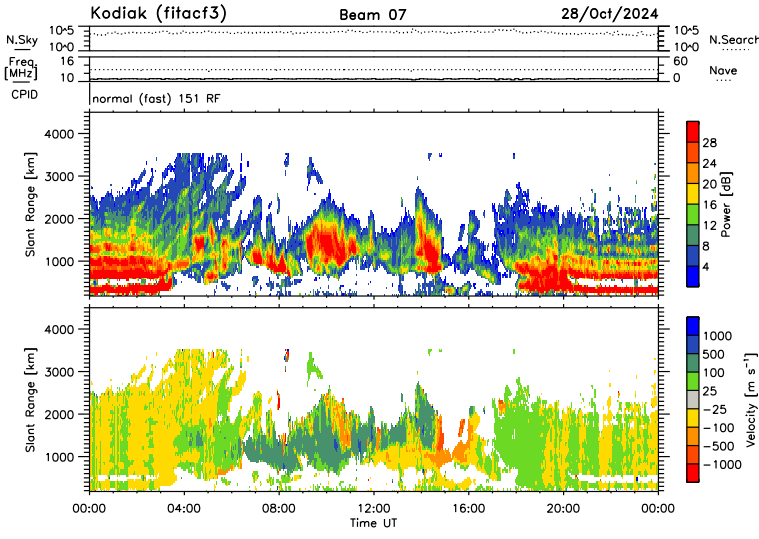 Kodiak (fitacf3) Beam 07 28/Oct/2024
N.Sky 10^5 10^0 10^5 10^0 N.Search
Freq. [MHz] 16 10 60 0 Nave
CPID normal (fast) 151 RF
Slant Range [km] 4000 3000 2000 1000
28 24 20 16 12 8 4 Power [dB]
Slant Range [km] 4000 3000 2000 1000
1000 500 100 25 −25 −100 −500 −1000 Velocity [m s⁻¹]
00:00 04:00 08:00 12:00 16:00 20:00 00:00
Time UT